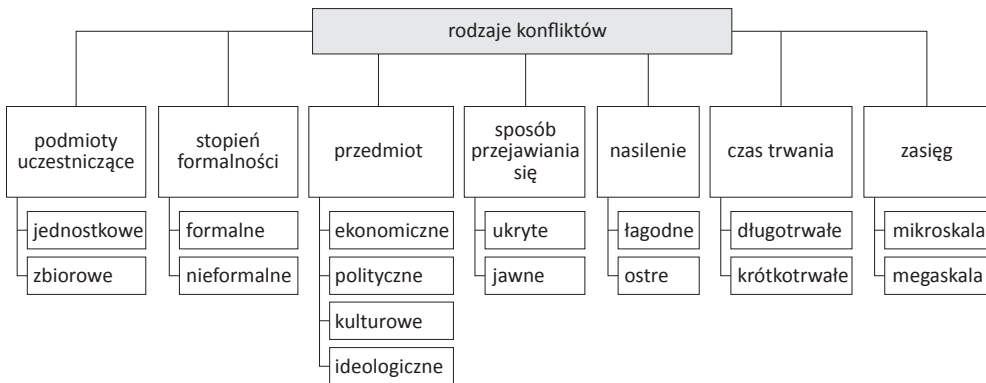 rodzaje konfliktów
podmioty
uczestniczące
stopień
formalności
przedmiot
sposób
przejawiania
się
nasilenie
czas trwania
zasięg
jednostkowe
formalne
ekonomiczne
ukryte
łagodne
długotrwałe
mikroskala
zbiorowe
nieformalne
polityczne
jawne
ostre
krótkotrwałe
megaskala
kulturowe
ideologiczne